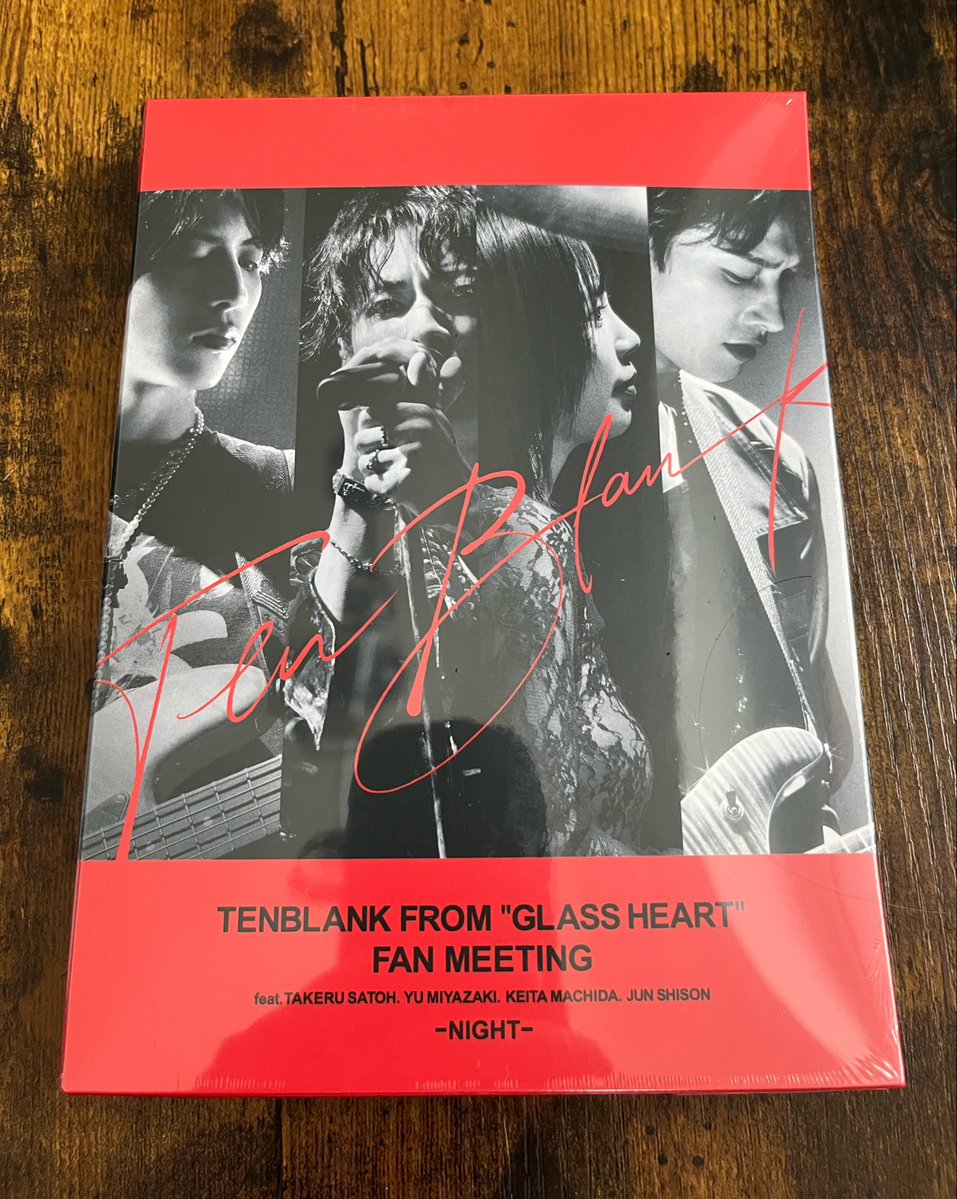 TenBlank
TENBLANK FROM "GLASS HEART"
FAN MEETING
feat. TAKERU SATOH. YU MIYAZAKI. KEITA MACHIDA. JUN SHISON
-NIGHT-